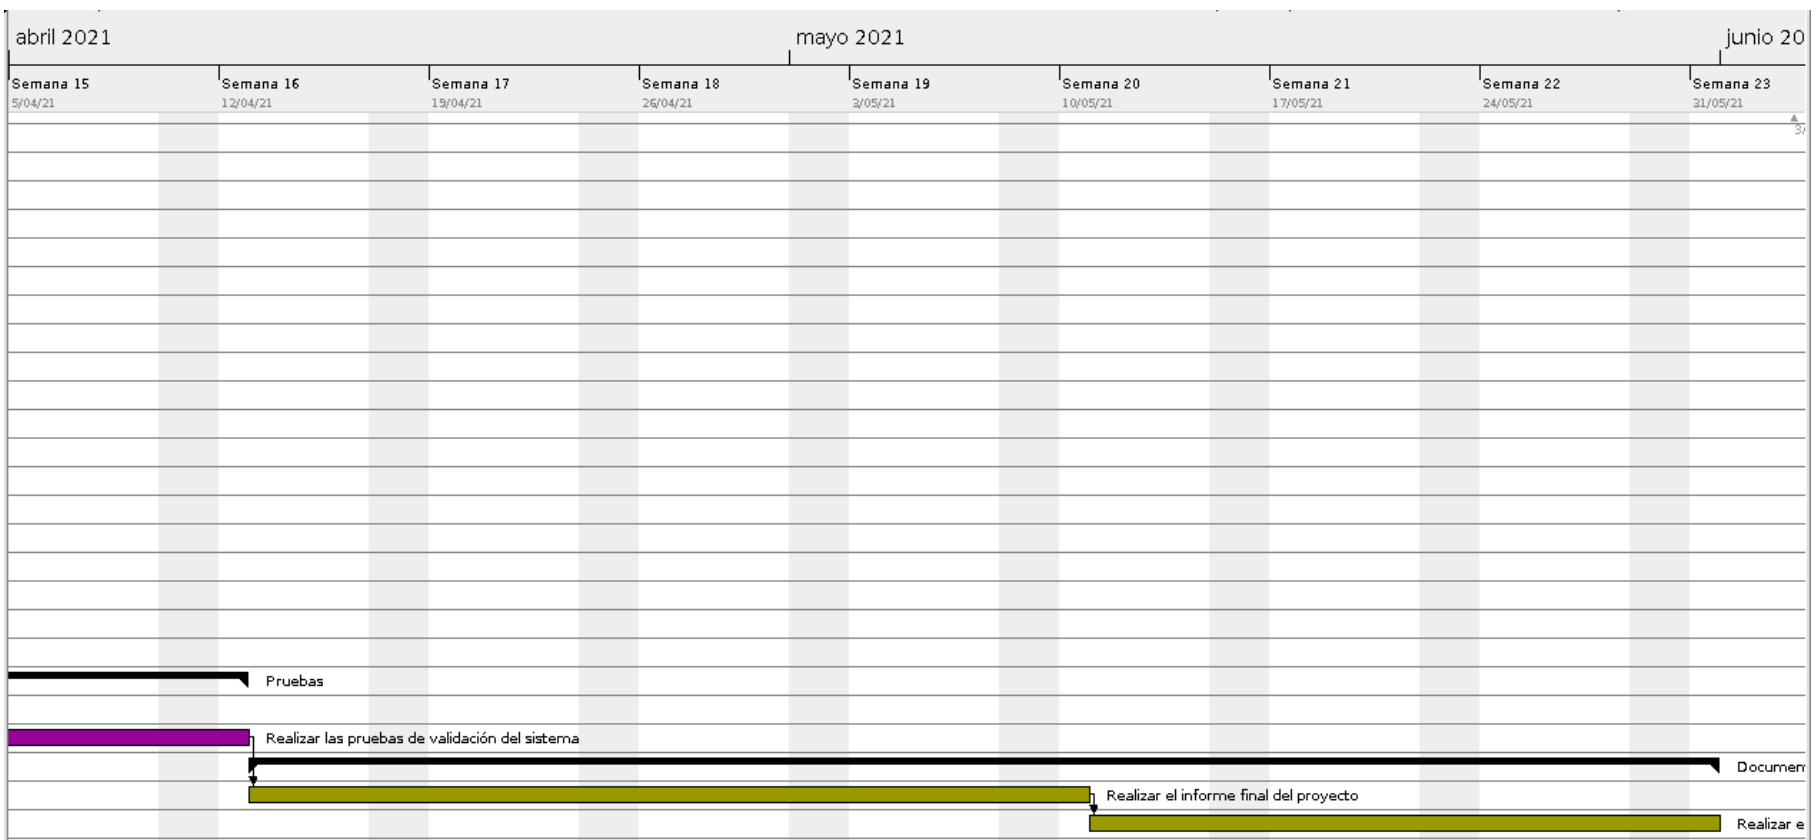 abril 2021 mayo 2021 junio 20
Semana 15 Semana 16 Semana 17 Semana 18 Semana 19 Semana 20 Semana 21 Semana 22 Semana 23
5/04/21 12/04/21 19/04/21 26/04/21 3/05/21 10/05/21 17/05/21 24/05/21 31/05/21
3/
Pruebas
Realizar las pruebas de validación del sistema
Documen
Realizar el informe final del proyecto
Realizar e